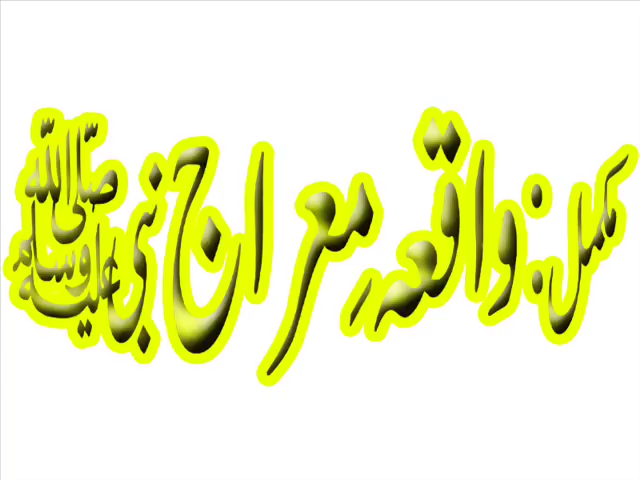 مکمل: واقعہِ معراج نبی صلی اللہ علیہ وسلم